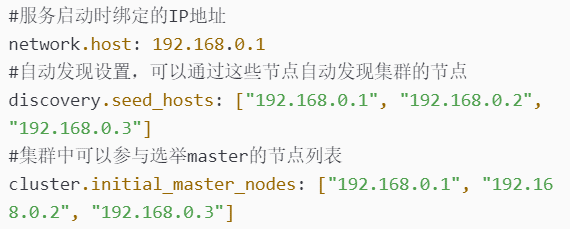 #服务启动时绑定的IP地址
network.host: 192.168.0.1
#自动发现设置，可以通过这些节点自动发现集群的节点
discovery.seed_hosts: ["192.168.0.1", "192.168.0.2",
"192.168.0.3"]
#集群中可以参与选举master的节点列表
cluster.initial_master_nodes: ["192.168.0.1", "192.16
8.0.2", "192.168.0.3"]